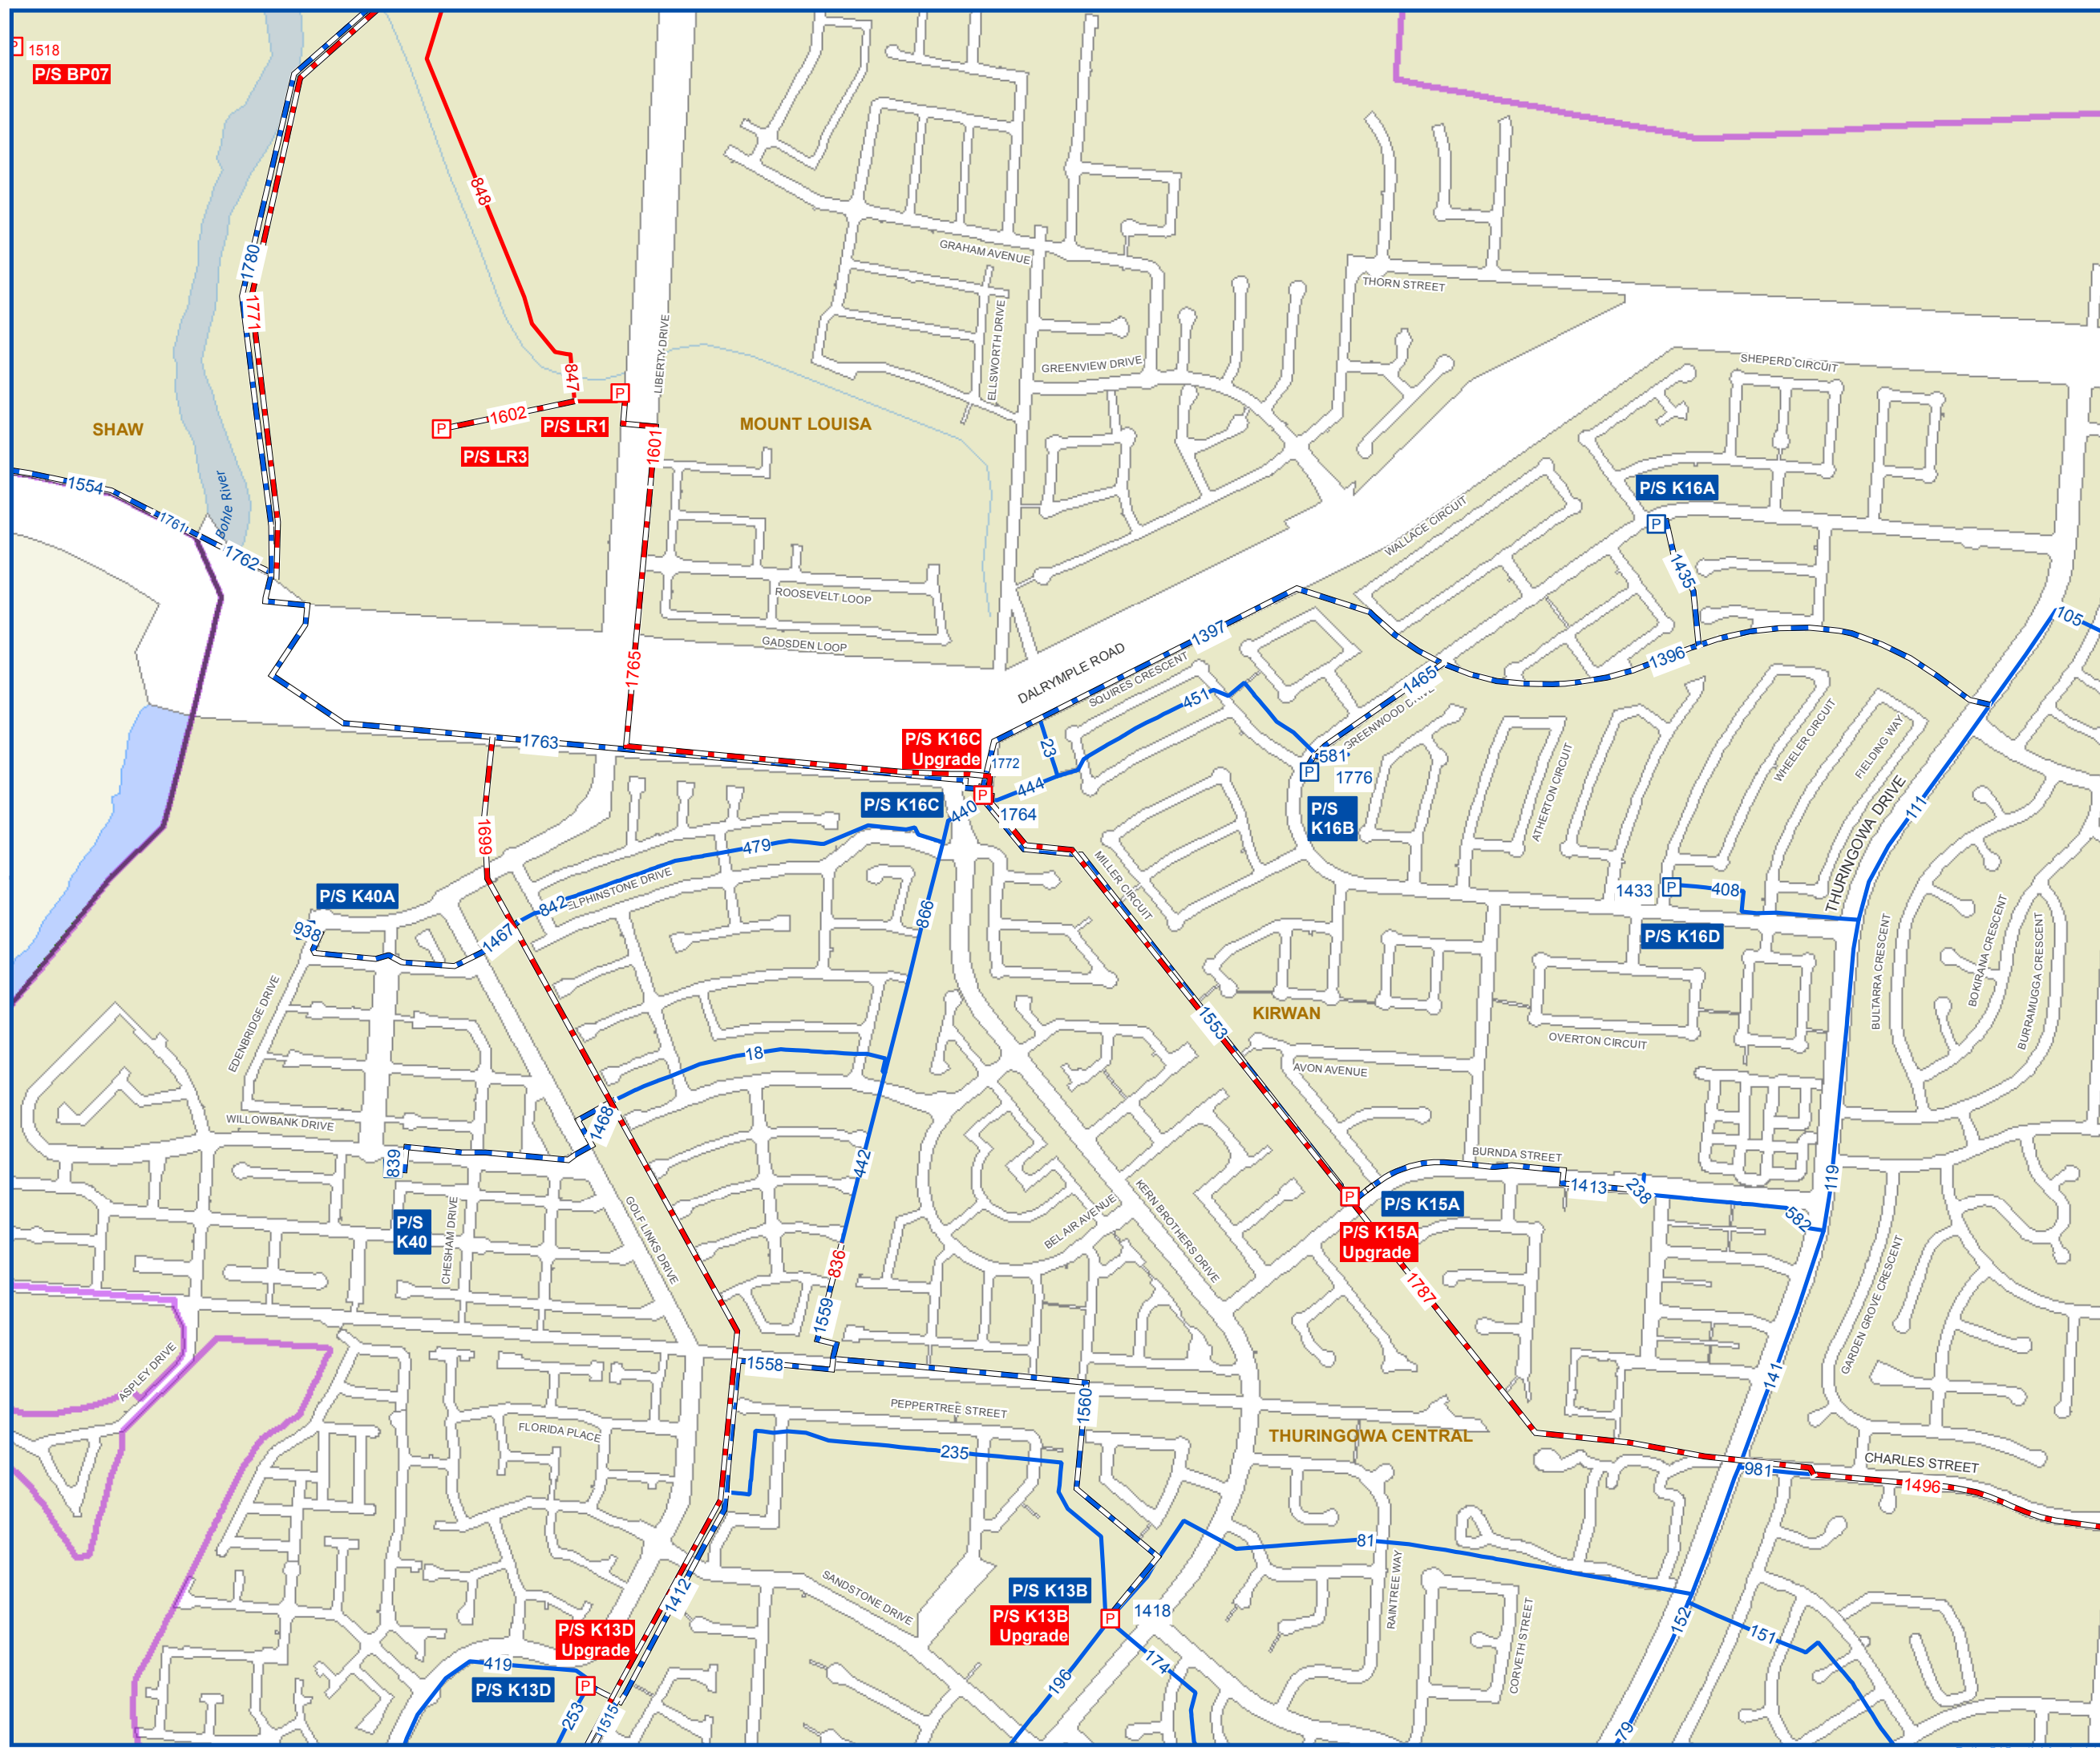 1518
P/S BP07
848
1780
1771
GRAHAM AVENUE
THORN STREET
LIBERTY DRIVE
ELLSWORTH DRIVE
GREENVIEW DRIVE
SHEPERD CIRCUIT
847
P
P
1602
P/S LR1
P/S LR3
1601
SHAW
MOUNT LOUISA
1554
1761
1762
Bohle River
P/S K16A
P
WALLACE CIRCUIT
1435
ROOSEVELT LOOP
GADSDEN LOOP
1765
105
1397
1396
DALRYMPLE ROAD
SQUIRES CRESCENT
451
1465
GREENWOOD DRIVE
1763
P/S K16C
Upgrade
1772
23
581
P
1776
444
P
P/S K16C
440
1764
P/S
K16B
WHEELER CIRCUIT
FIELDING WAY
ATHERTON CIRCUIT
THURINGOWA DRIVE
111
1699
479
ELPHINSTONE DRIVE
MILLER CIRCUIT
P/S K40A
842
866
1433
P
408
P/S K16D
938
1467
BULTARRA CRESCENT
BOKIRANA CRESCENT
BURRAMUGGA CRESCENT
EDENBRIDGE DRIVE
KIRWAN
1553
OVERTON CIRCUIT
18
AVON AVENUE
WILLOWBANK DRIVE
1468
839
442
BURNDA STREET
1413
238
119
582
P
P/S K15A
P/S K15A
Upgrade
P/S
K40
CHESHAM DRIVE
GOLF LINKS DRIVE
BELAIR AVENUE
KERN BROTHERS DRIVE
836
1787
1559
GARDEN GROVE CRESCENT
ASPLEY DRIVE
1558
1560
141
PEPPERTREE STREET
FLORIDA PLACE
THURINGOWA CENTRAL
235
CHARLES STREET
981
1496
81
SANDSTONE DRIVE
RAINTREE WAY
CORVETH STREET
1412
P/S K13B
P/S K13B
Upgrade
P
1418
152
151
P/S K13D
Upgrade
419
P/S K13D
P
174
196
253
1515
79